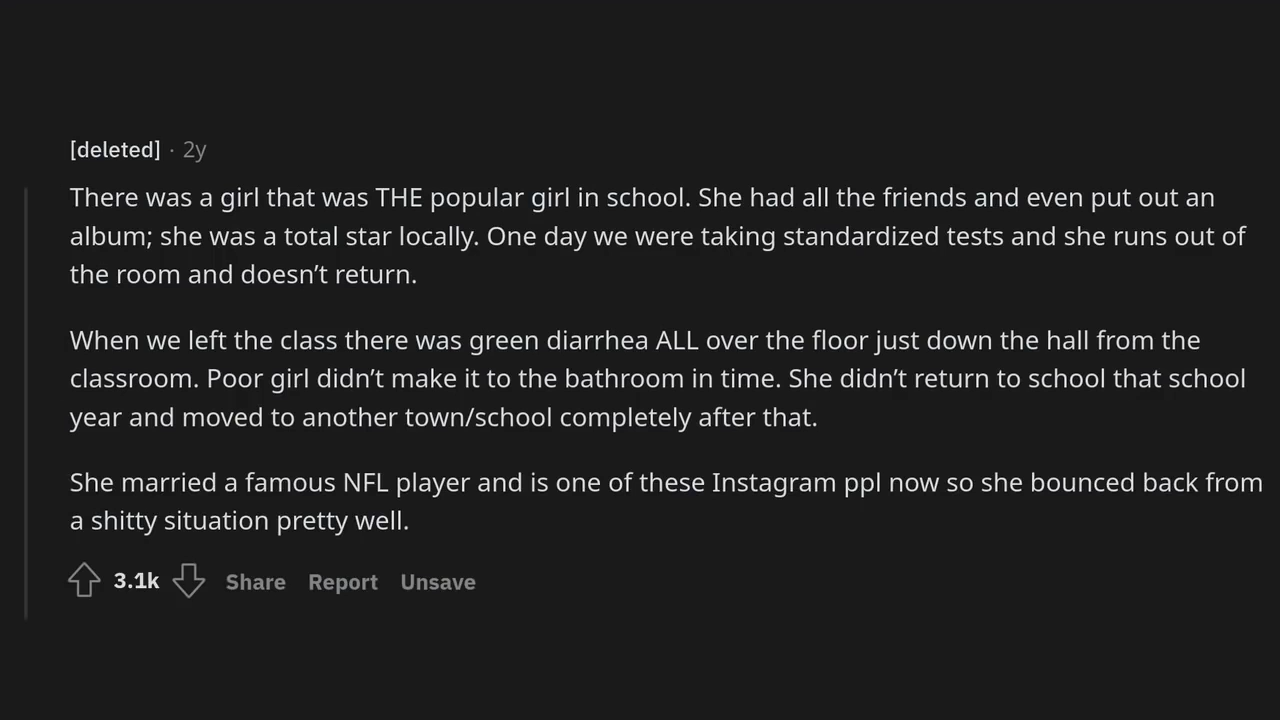 [deleted] · 2y
There was a girl that was THE popular girl in school. She had all the friends and even put out an
album; she was a total star locally. One day we were taking standardized tests and she runs out of
the room and doesn’t return.
When we left the class there was green diarrhea ALL over the floor just down the hall from the
classroom. Poor girl didn’t make it to the bathroom in time. She didn’t return to school that school
year and moved to another town/school completely after that.
She married a famous NFL player and is one of these Instagram ppl now so she bounced back from
a shitty situation pretty well.
3.1k Share Report Unsave